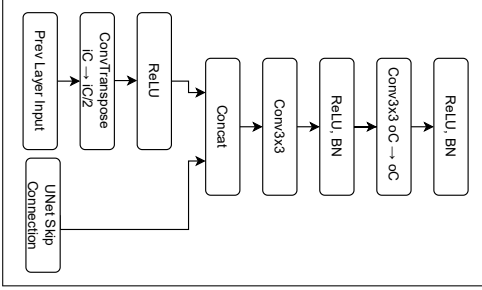 Prev Layer Input
ConvTranspose
iC → iC/2
ReLU
UNet Skip
Connection
Concat
Conv3x3
ReLU, BN
Conv3x3 oC → oC
ReLU, BN